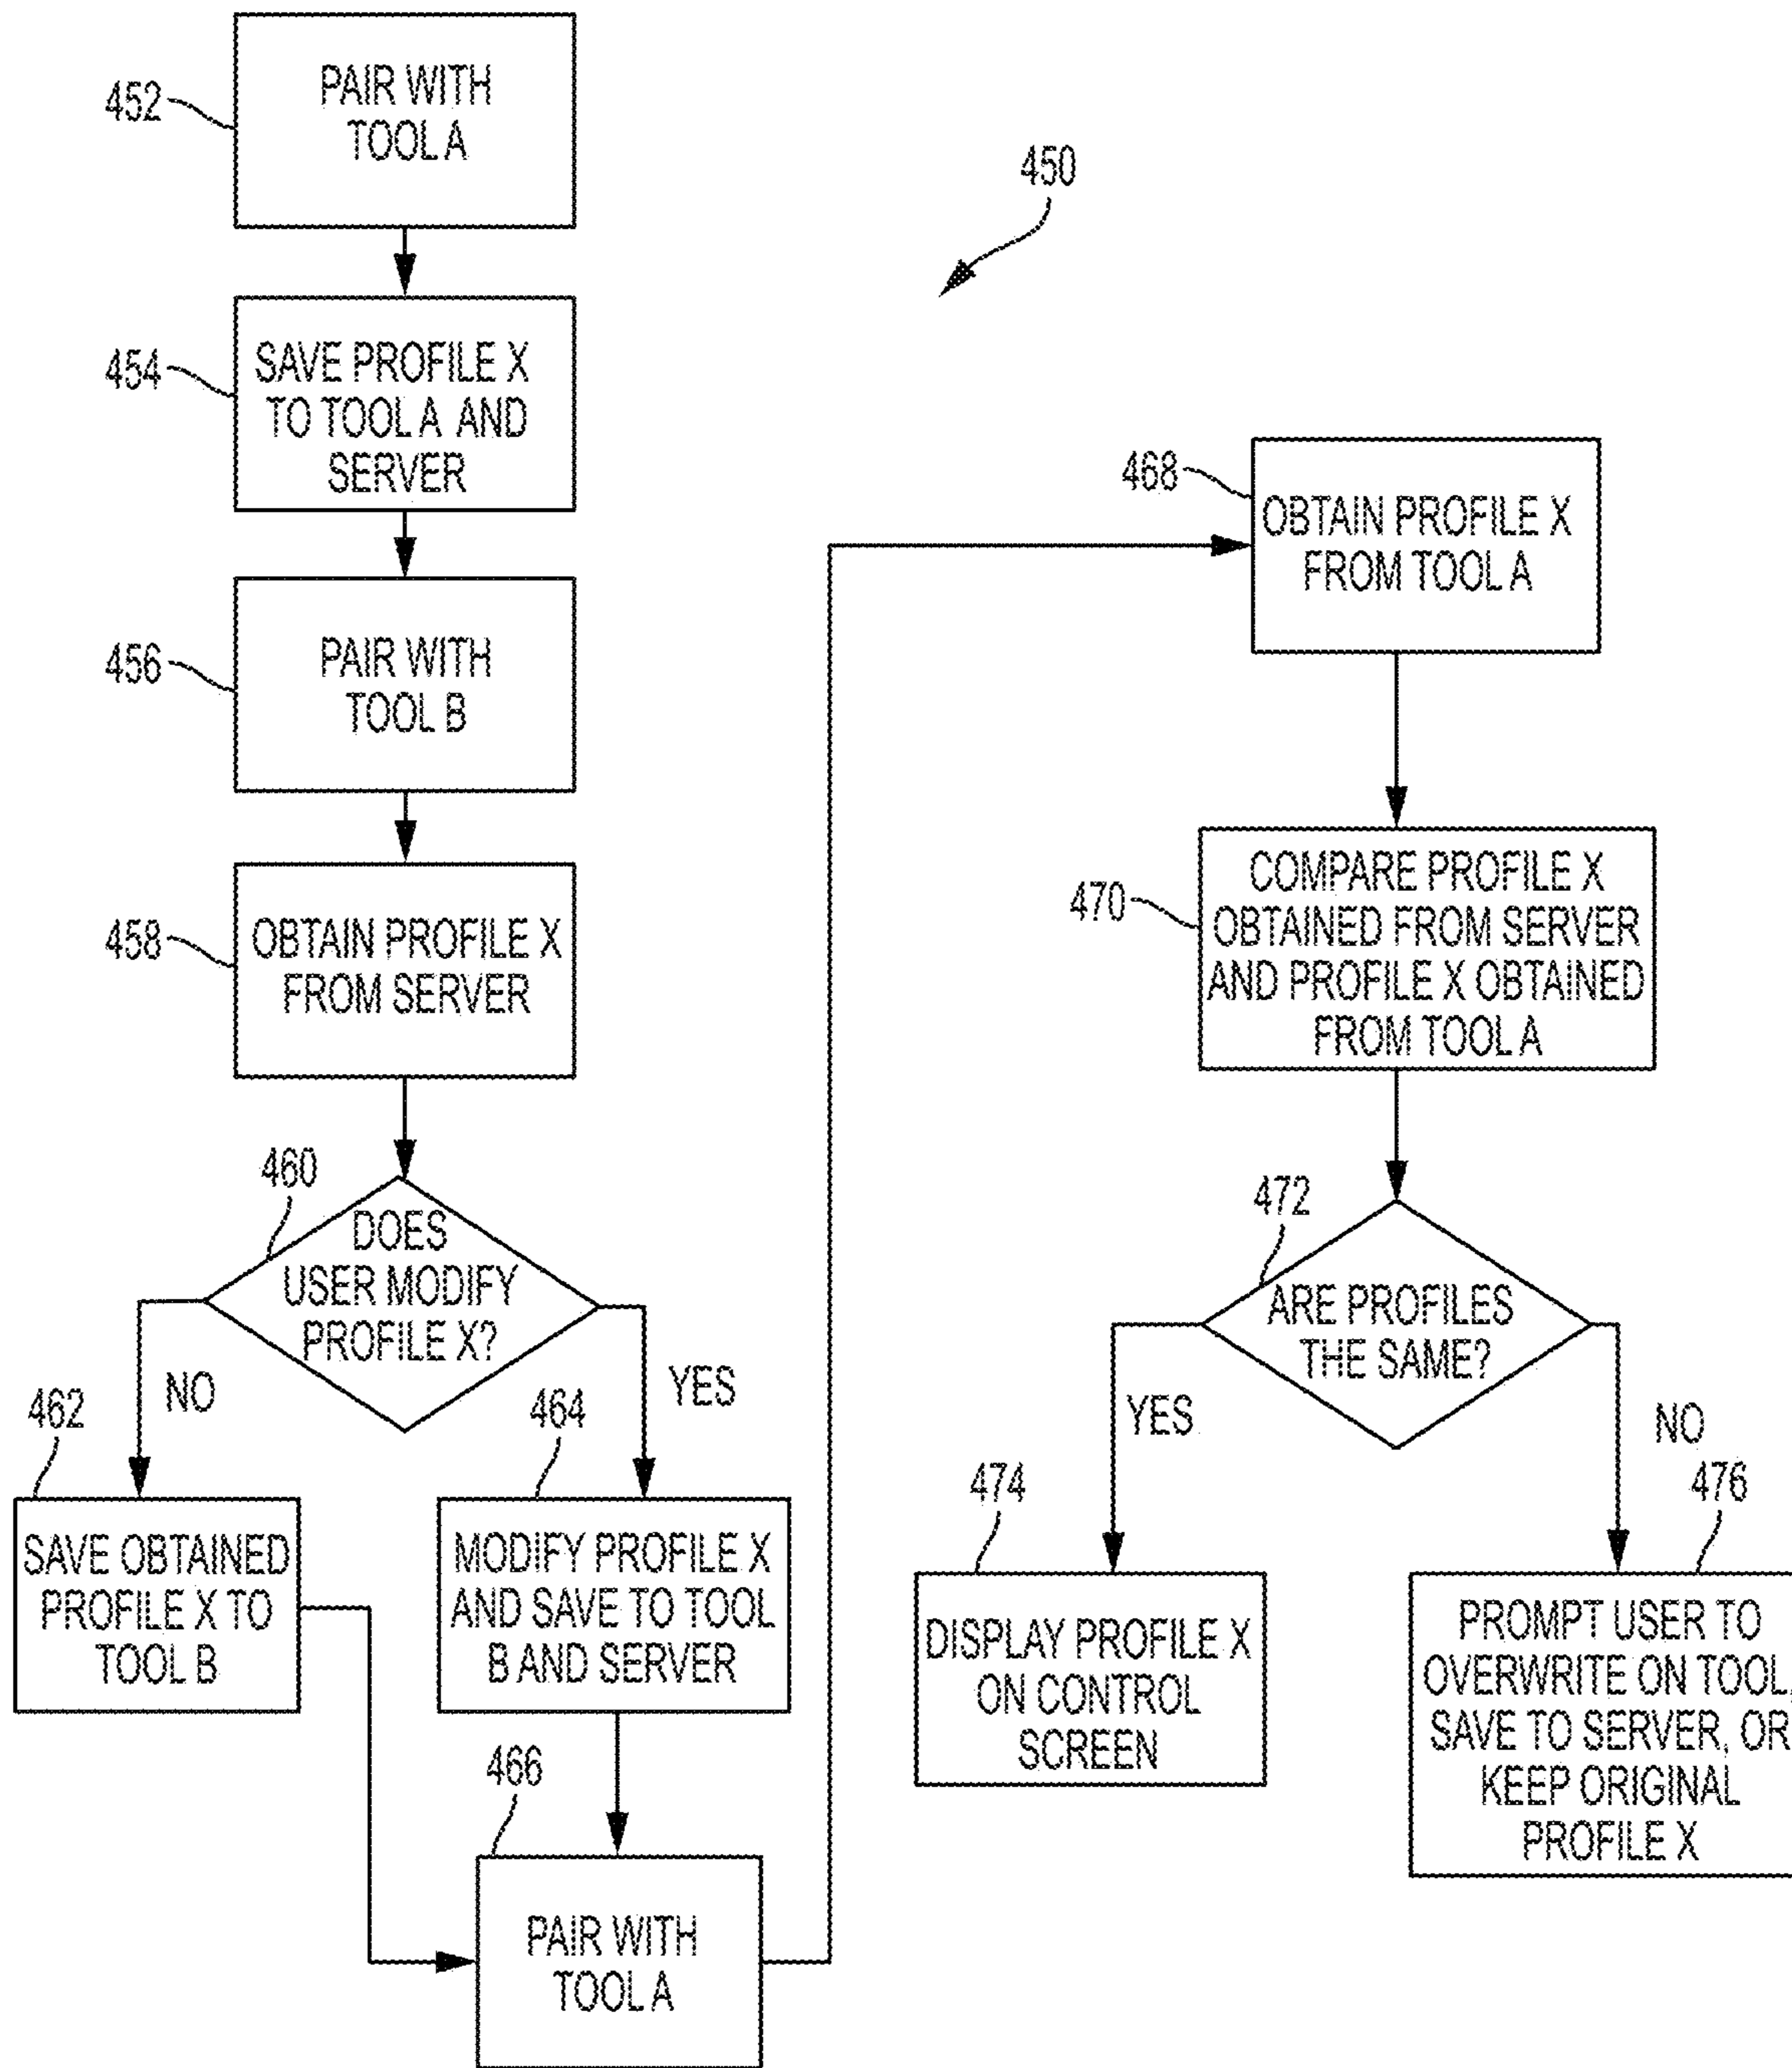 452
PAIR WITH
TOOL A
450
454
SAVE PROFILE X
TO TOOL A AND
SERVER
456
PAIR WITH
TOOL B
458
OBTAIN PROFILE X
FROM SERVER
460
DOES
USER MODIFY
PROFILE X?
NO
YES
462
SAVE OBTAINED
PROFILE X TO
TOOL B
464
MODIFY PROFILE X
AND SAVE TO TOOL
B AND SERVER
466
PAIR WITH
TOOL A
468
OBTAIN PROFILE X
FROM TOOL A
470
COMPARE PROFILE X
OBTAINED FROM SERVER
AND PROFILE X OBTAINED
FROM TOOL A
472
ARE PROFILES
THE SAME?
YES
NO
474
DISPLAY PROFILE X
ON CONTROL
SCREEN
476
PROMPT USER TO
OVERWRITE ON TOOL,
SAVE TO SERVER, OR
KEEP ORIGINAL
PROFILE X